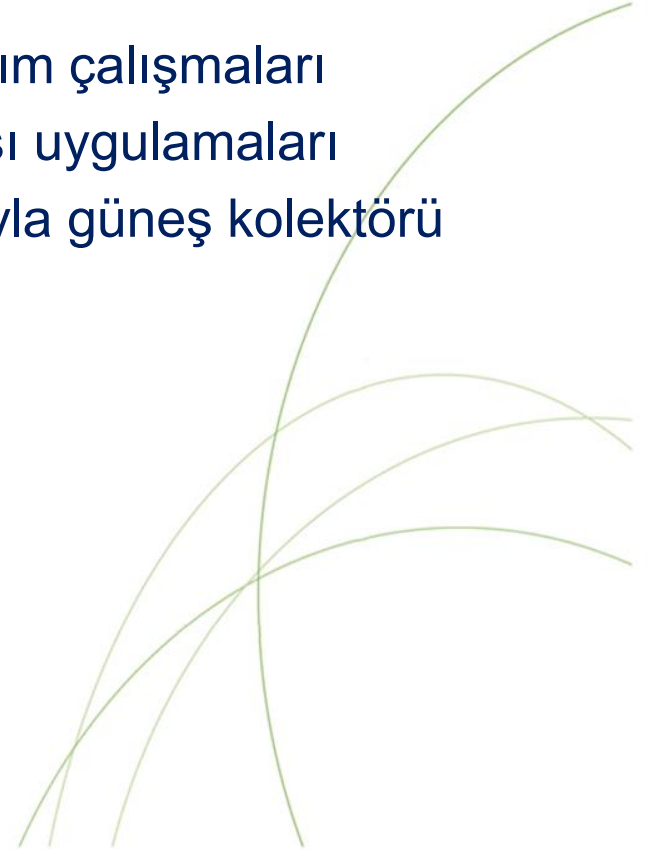 ım çalışmaları
sı uygulamaları
yla güneş kolektörü